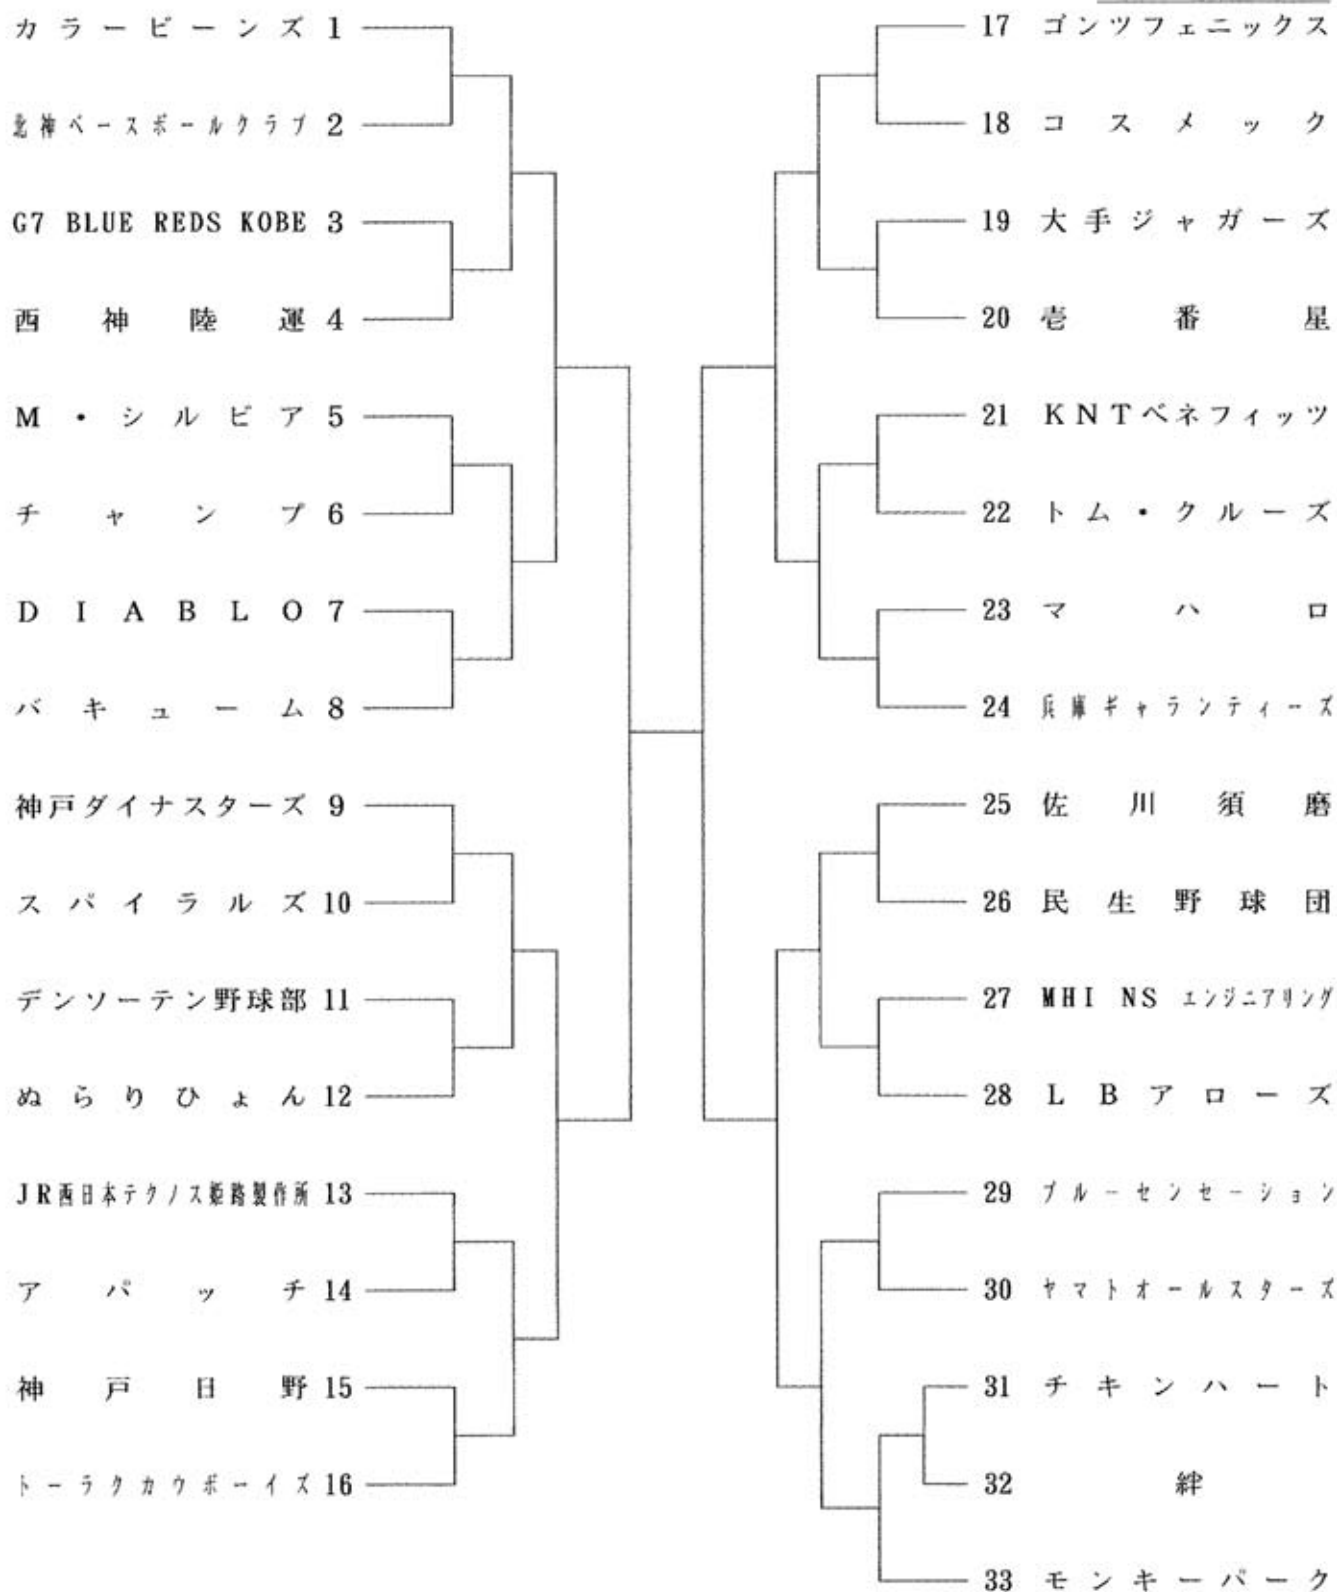 カラービーンズ 1
北神ベースボールクラブ 2
G7 BLUE REDS KOBE 3
西神陸運 4
M・シルビア 5
チャンプ 6
DIABLO 7
バキューム 8
神戸ダイナスターズ 9
スパイラルズ 10
デンソーテン野球部 11
ぬらりひょん 12
JR西日本テクノス姫路製作所 13
アパッチ 14
神戸日野 15
トーラクカウボーイズ 16
17 ゴンツフェニックス
18 コスメック
19 大手ジャガーズ
20 壱番星
21 KNTベネフィッツ
22 トム・クルーズ
23 マハロ
24 兵庫ギャランティーズ
25 佐川須磨
26 民生野球団
27 MHI NS エンジニアリング
28 LBアローズ
29 ブルーセンセーション
30 ヤマトオールスターズ
31 チキンハート
32 絆
33 モンキーパーク